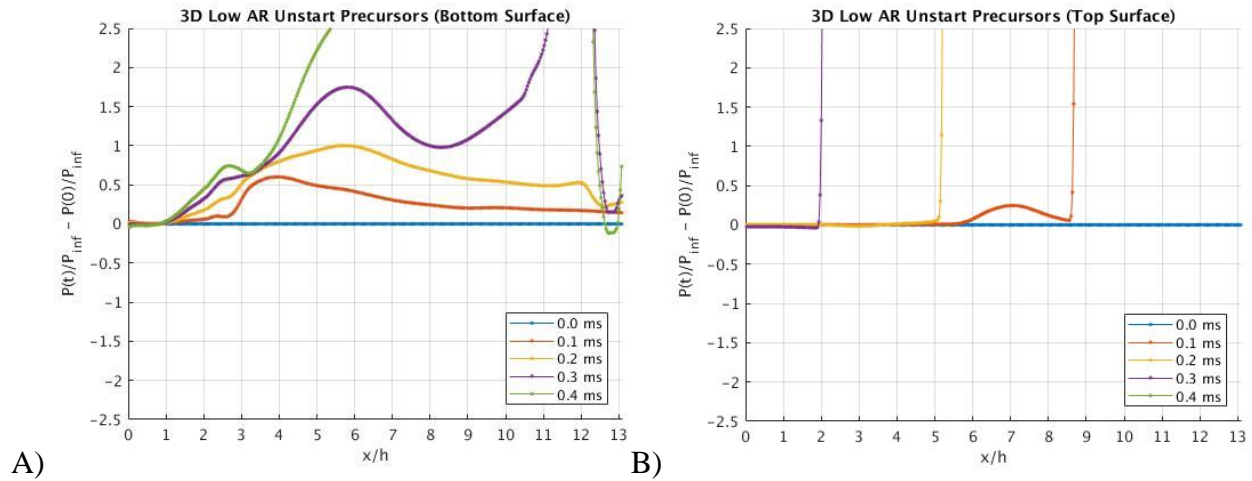 3D Low AR Unstart Precursors (Bottom Surface)
P(t)/P_inf − P(0)/P_inf
2.5
2
1.5
1
0.5
0
−0.5
−1
−1.5
−2
−2.5
0 1 2 3 4 5 6 7 8 9 10 11 12 13
x/h
0.0 ms
0.1 ms
0.2 ms
0.3 ms
0.4 ms
A)
3D Low AR Unstart Precursors (Top Surface)
P(t)/P_inf − P(0)/P_inf
2.5
2
1.5
1
0.5
0
−0.5
−1
−1.5
−2
−2.5
0 1 2 3 4 5 6 7 8 9 10 11 12 13
x/h
0.0 ms
0.1 ms
0.2 ms
0.3 ms
0.4 ms
B)